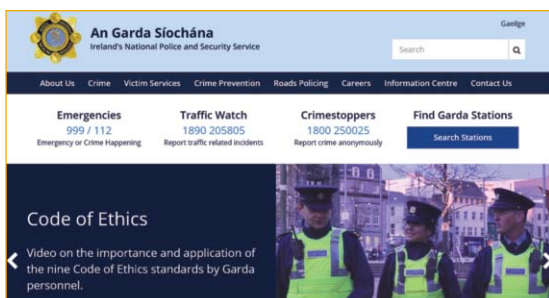 Gaeilge
An Garda Síochána
Ireland's National Police and Security Service
Search
About Us Crime Victim Services Crime Prevention Roads Policing Careers Information Centre Contact Us
Emergencies
999 / 112
Emergency or Crime Happening
Traffic Watch
1890 205805
Report traffic related incidents
Crimestoppers
1800 250025
Report crime anonymously
Find Garda Stations
Search Stations
Code of Ethics
Video on the importance and application of
the nine Code of Ethics standards by Garda
personnel.